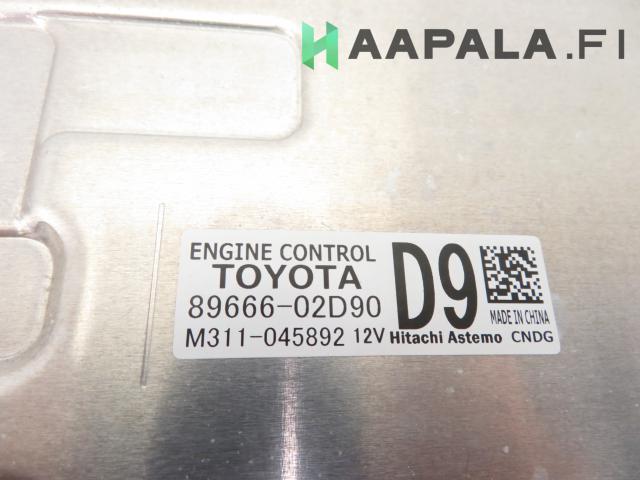 HAAPALA.FI
ENGINE CONTROL
TOYOTA
89666-02D90
M311-045892 12V
D9
MADE IN CHINA
Hitachi Astemo CNDG